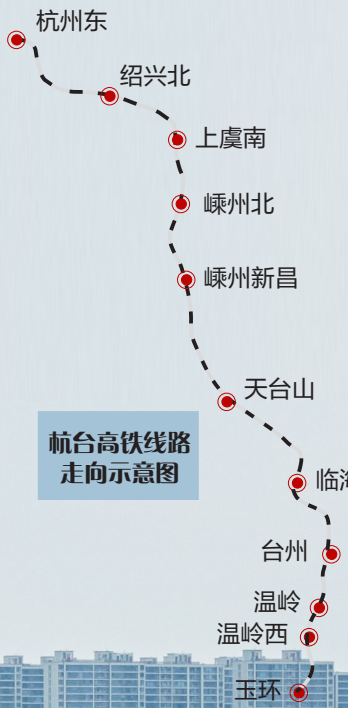 杭州东
绍兴北
上虞南
嵊州北
嵊州新昌
天台山
杭台高铁线路
走向示意图
临海
台州
温岭
温岭西
玉环